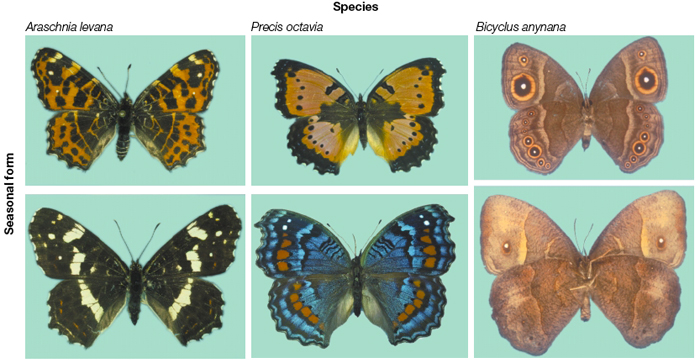 Species
Araschnia levana
Precis octavia
Bicyclus anynana
Seasonal form